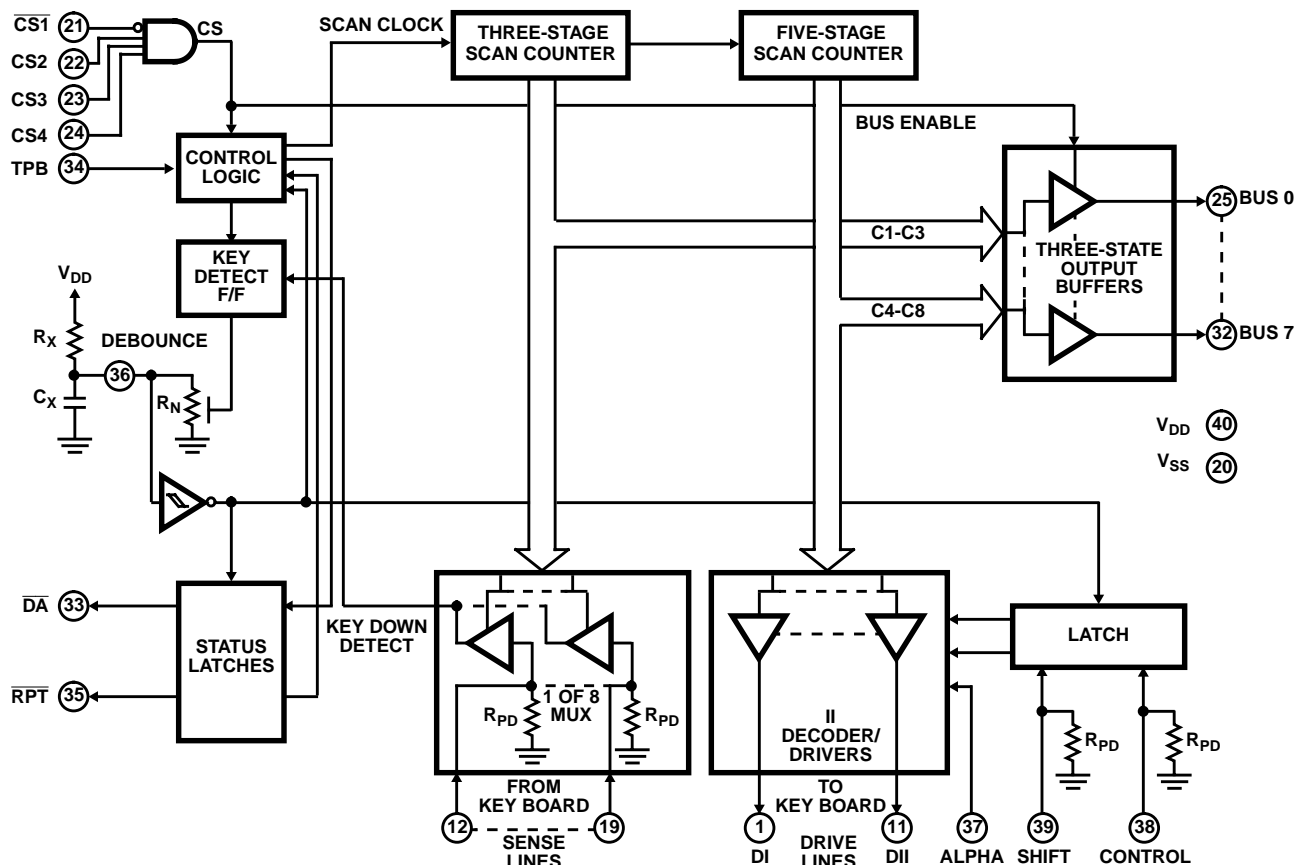 CS1
21
CS2
22
CS3
23
CS4
24
TPB
34
CS
SCAN CLOCK
THREE-STAGE
SCAN COUNTER
FIVE-STAGE
SCAN COUNTER
BUS ENABLE
CONTROL
LOGIC
KEY
DETECT
F/F
C1-C3
C4-C8
THREE-STATE
OUTPUT
BUFFERS
25
BUS 0
32
BUS 7
VDD
RX
CX
DEBOUNCE
36
RN
VDD
40
VSS
20
DA
33
RPT
35
STATUS
LATCHES
KEY DOWN
DETECT
1 OF 8
MUX
RPD
RPD
FROM
KEY BOARD
12
19
SENSE
LINES
II
DECODER/
DRIVERS
TO
KEY BOARD
1
DI
DRIVE
LINES
11
DII
LATCH
RPD
RPD
37
ALPHA
39
SHIFT
38
CONTROL